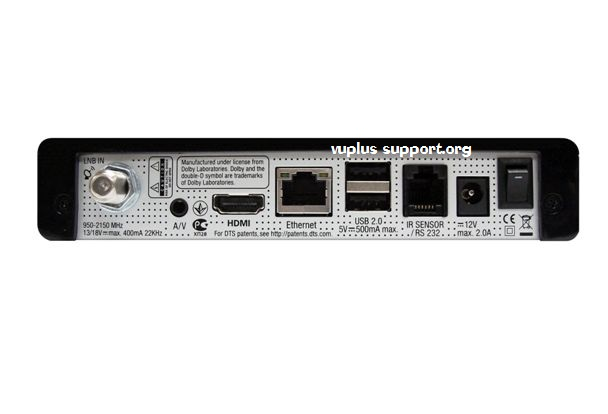 vuplus support.org
LNB IN
Manufactured under license from
Dolby Laboratories. Dolby and the
double-D symbol are trademarks
of Dolby Laboratories.
950-2150 MHz
13/18V⎓max. 400mA 22KHz
A/V
HDMI
Ethernet
For DTS patents, see http://patents.dts.com.
USB 2.0
5V⎓500mA max.
IR SENSOR
/ RS 232
⎓12V
max. 2.0A
CE